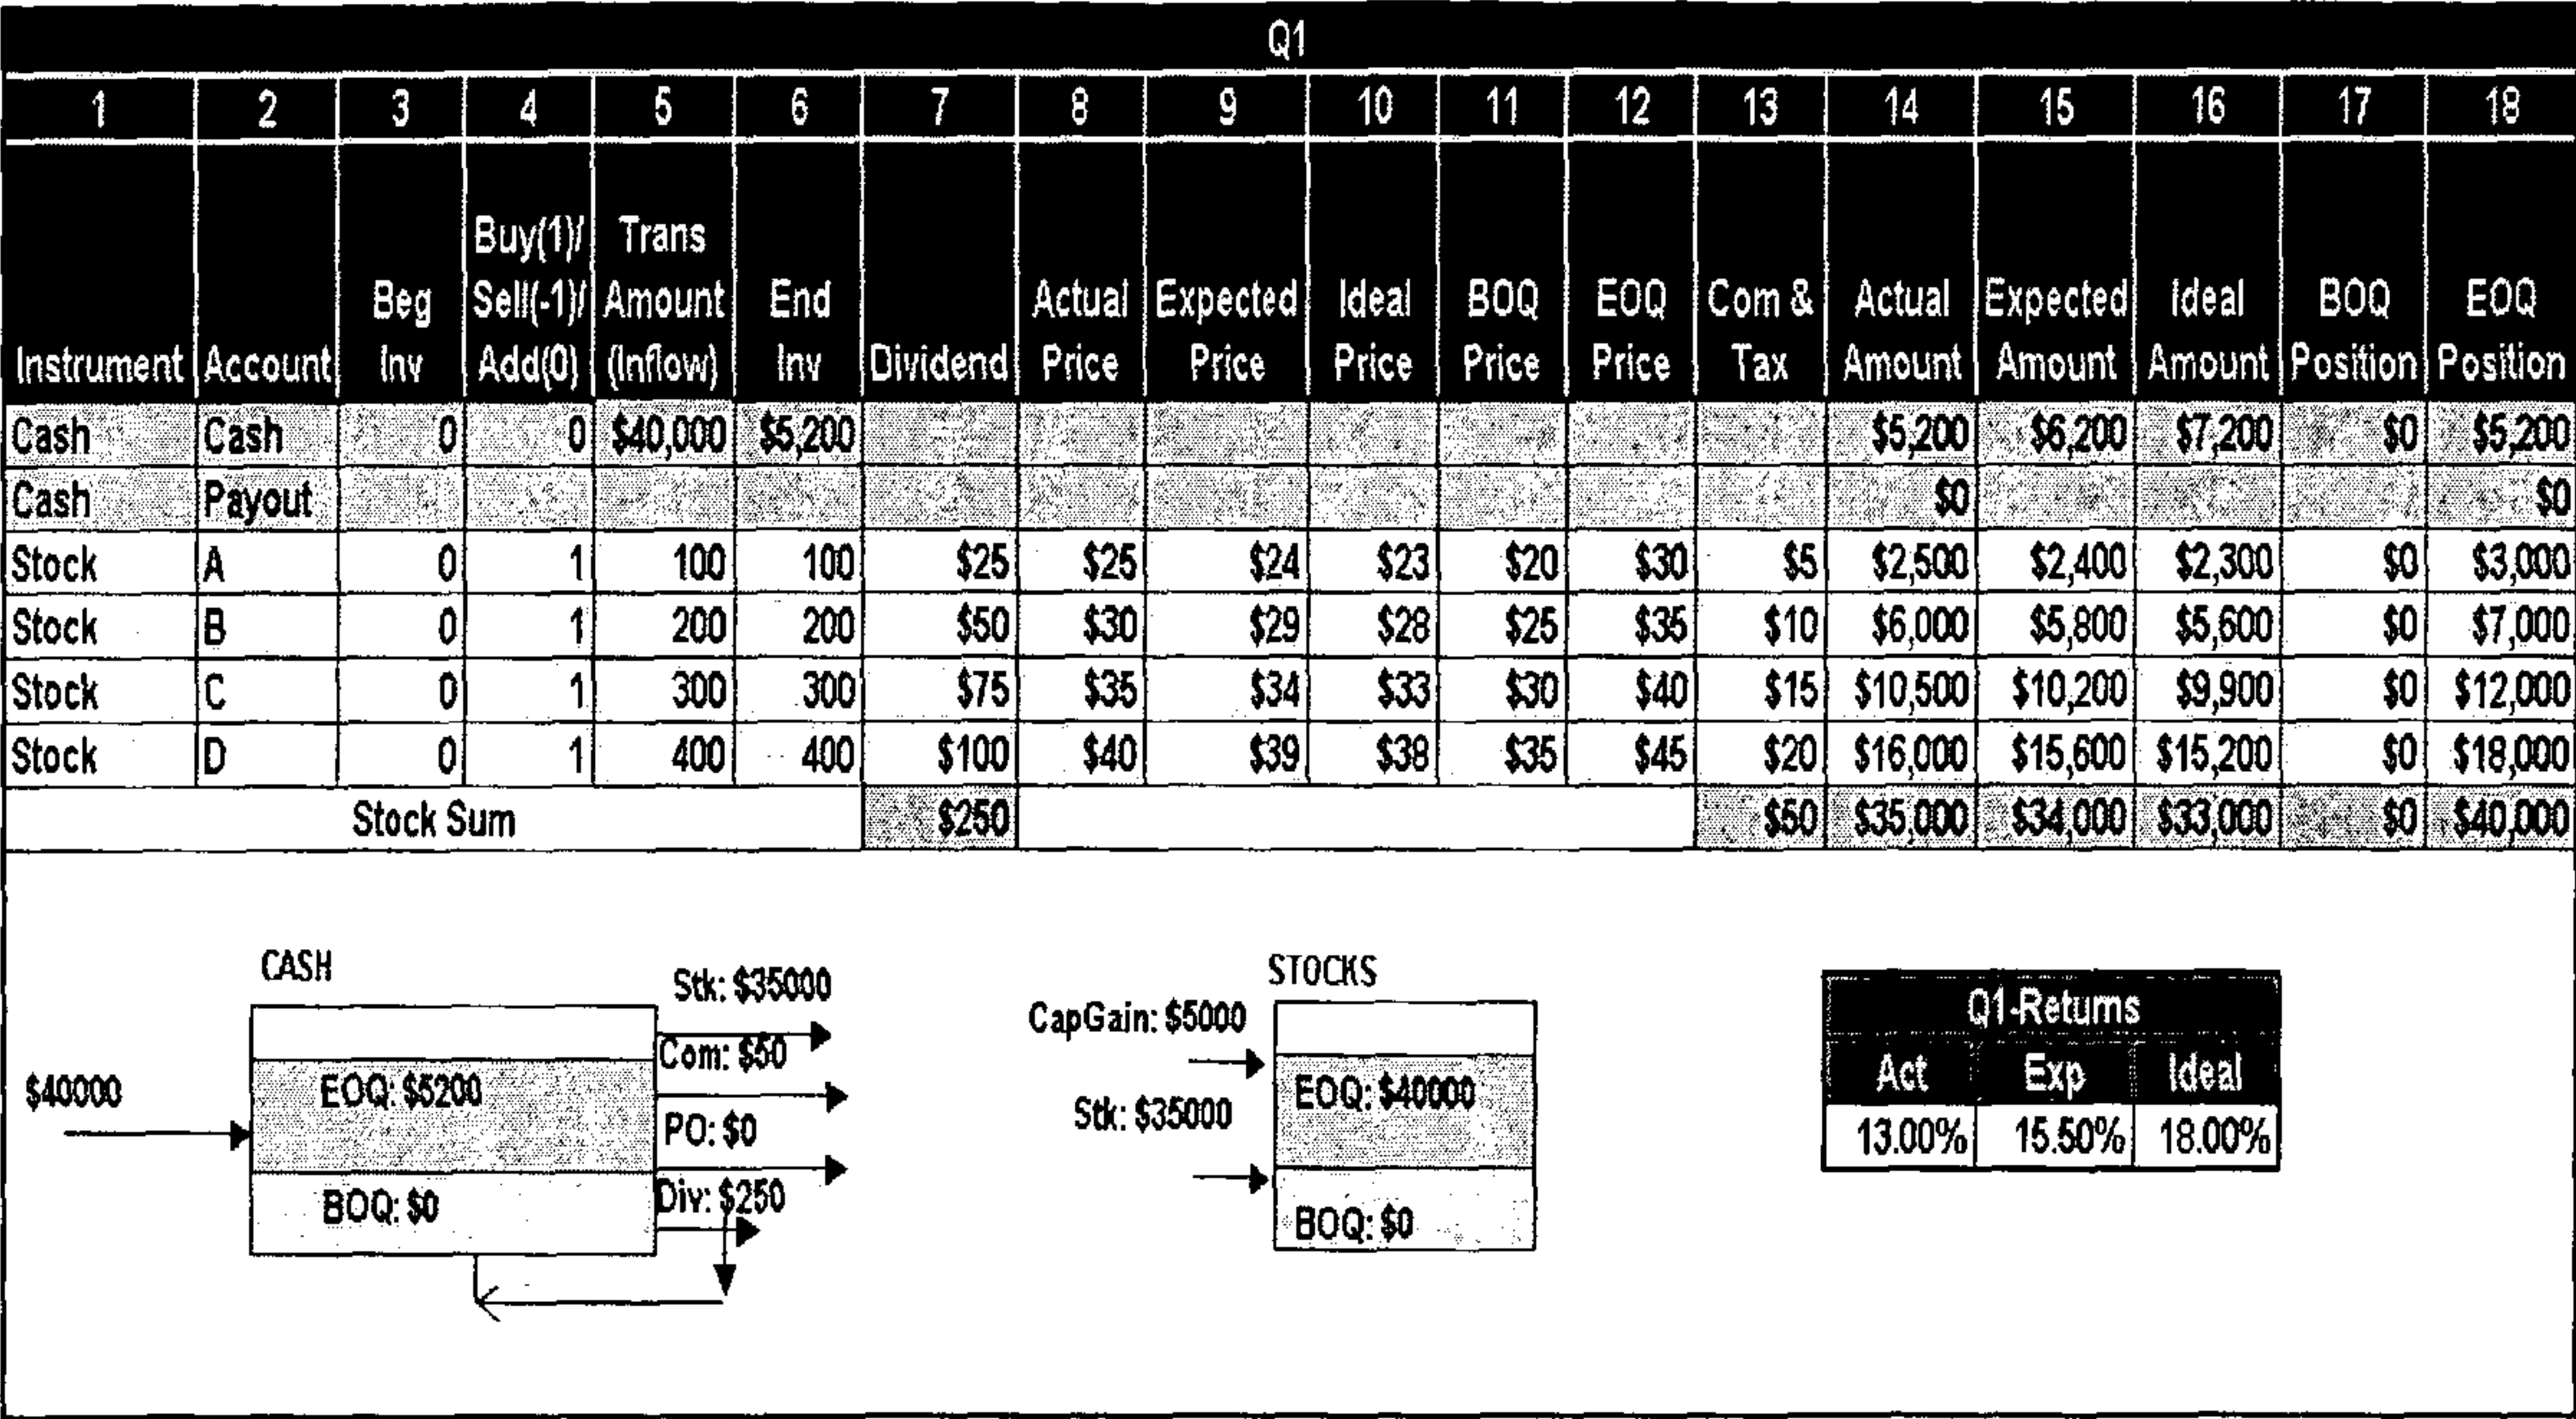 Q1
1 2 3 4 5 6 7 8 9 10 11 12 13 14 15 16 17 18
Instrument Account Beg Inv Buy(1)/ Sell(-1)/ Add(0) Trans Amount (Inflow) End Inv Dividend Actual Price Expected Price Ideal Price BOQ Price EOQ Price Com & Tax Actual Amount Expected Amount Ideal Amount BOQ Position EOQ Position
Cash Cash 0 0 $40,000 $5,200 $5,200 $6,200 $7,200 $0 $5,200
Cash Payout $0 $0
Stock A 0 1 100 100 $25 $25 $24 $23 $20 $30 $5 $2,500 $2,400 $2,300 $0 $3,000
Stock B 0 1 200 200 $50 $30 $29 $28 $25 $35 $10 $6,000 $5,800 $5,600 $0 $7,000
Stock C 0 1 300 300 $75 $35 $34 $33 $30 $40 $15 $10,500 $10,200 $9,900 $0 $12,000
Stock D 0 1 400 400 $100 $40 $39 $38 $35 $45 $20 $16,000 $15,600 $15,200 $0 $18,000
Stock Sum $250 $50 $35,000 $34,000 $33,000 $0 $40,000
CASH
$40000
EOQ: $5200
BOQ: $0
Stk: $35000
Com: $50
PO: $0
Div: $250
STOCKS
CapGain: $5000
Stk: $35000
EOQ: $40000
BOQ: $0
Q1-Returns
Act Exp Ideal
13.00% 15.50% 18.00%